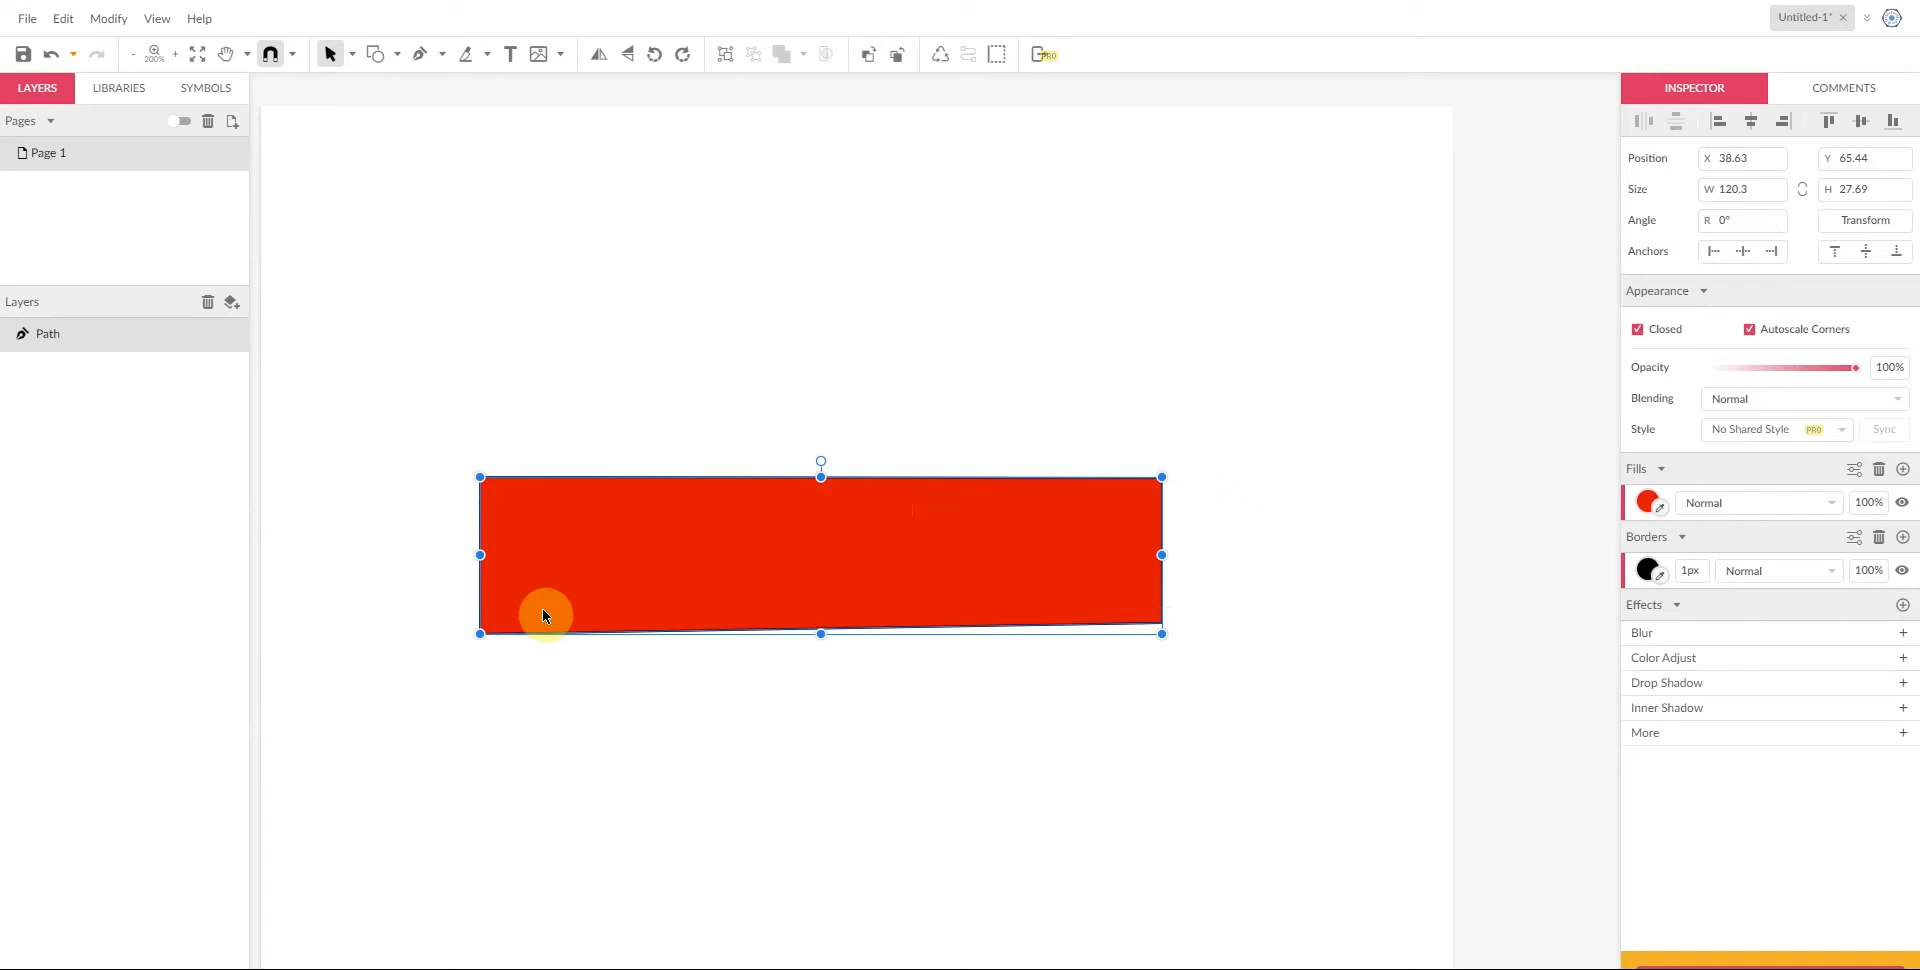 File Edit Modify View Help
Untitled-1*
- 200% +
PRO
LAYERS LIBRARIES SYMBOLS
INSPECTOR COMMENTS
Pages
Page 1
Layers
Path
Position X 38.63 Y 65.44
Size W 120.3 H 27.69
Angle R 0° Transform
Anchors
Appearance
Closed Autoscale Corners
Opacity 100%
Blending Normal
Style No Shared Style PRO Sync
Fills
Normal 100%
Borders
1px Normal 100%
Effects
Blur +
Color Adjust +
Drop Shadow +
Inner Shadow +
More +